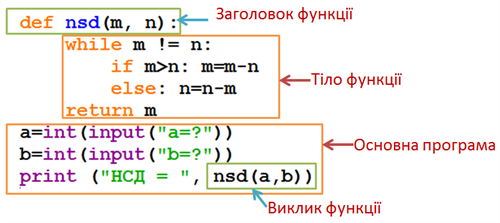 def nsd(m, n):
Заголовок функції
while m != n:
if m>n: m=m-n
else: n=n-m
return m
Тіло функції
a=int(input("a=?"))
b=int(input("b=?"))
print ("НСД = ", nsd(a,b))
Основна програма
Виклик функції